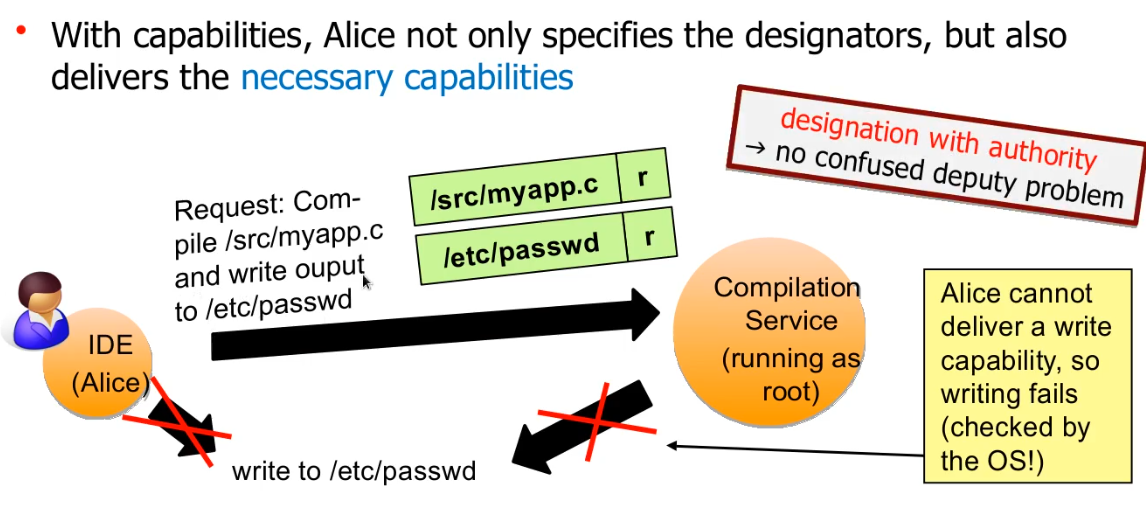 • With capabilities, Alice not only specifies the designators, but also
delivers the necessary capabilities
designation with authority
→ no confused deputy problem
Request: Com-
pile /src/myapp.c
and write ouput
to /etc/passwd
/src/myapp.c r
/etc/passwd r
IDE
(Alice)
Compilation
Service
(running as
root)
Alice cannot
deliver a write
capability, so
writing fails
(checked by
the OS!)
write to /etc/passwd